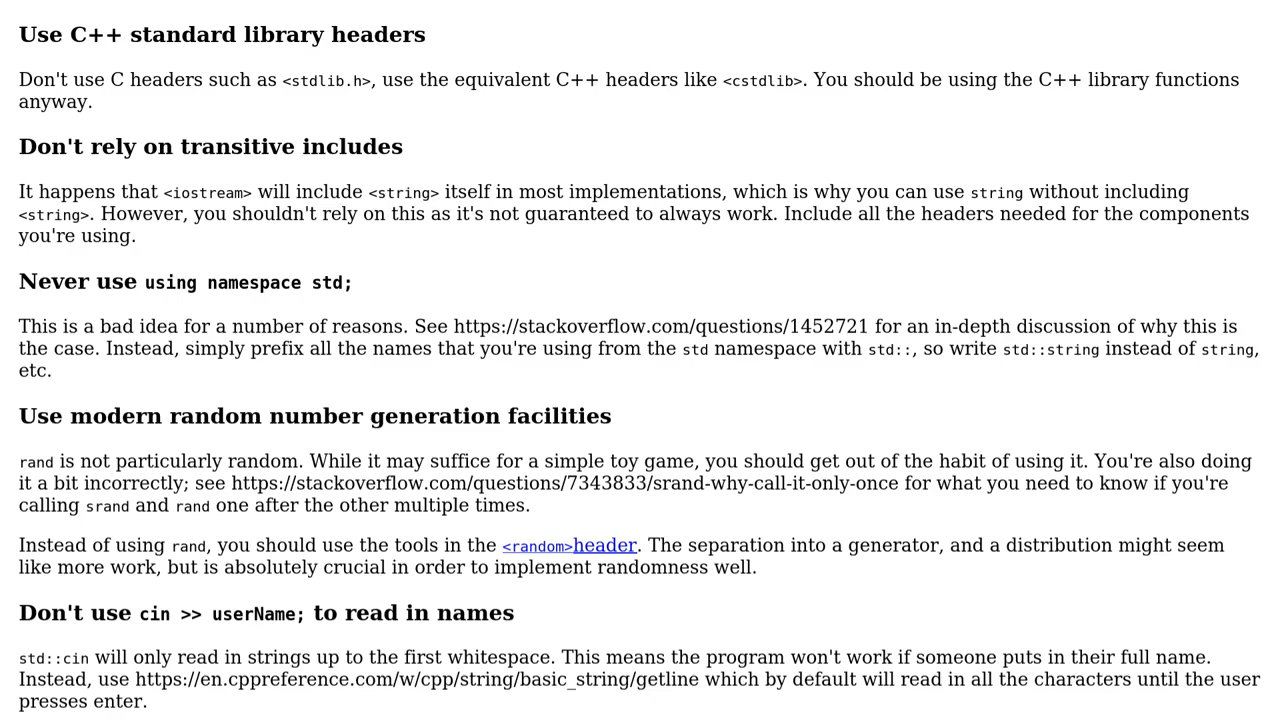 Use C++ standard library headers
Don't use C headers such as <stdlib.h>, use the equivalent C++ headers like <cstdlib>. You should be using the C++ library functions
anyway.
Don't rely on transitive includes
It happens that <iostream> will include <string> itself in most implementations, which is why you can use string without including
<string>. However, you shouldn't rely on this as it's not guaranteed to always work. Include all the headers needed for the components
you're using.
Never use using namespace std;
This is a bad idea for a number of reasons. See https://stackoverflow.com/questions/1452721 for an in-depth discussion of why this is
the case. Instead, simply prefix all the names that you're using from the std namespace with std::, so write std::string instead of string,
etc.
Use modern random number generation facilities
rand is not particularly random. While it may suffice for a simple toy game, you should get out of the habit of using it. You're also doing
it a bit incorrectly; see https://stackoverflow.com/questions/7343833/srand-why-call-it-only-once for what you need to know if you're
calling srand and rand one after the other multiple times.
Instead of using rand, you should use the tools in the <random>header. The separation into a generator, and a distribution might seem
like more work, but is absolutely crucial in order to implement randomness well.
Don't use cin >> userName; to read in names
std::cin will only read in strings up to the first whitespace. This means the program won't work if someone puts in their full name.
Instead, use https://en.cppreference.com/w/cpp/string/basic_string/getline which by default will read in all the characters until the user
presses enter.